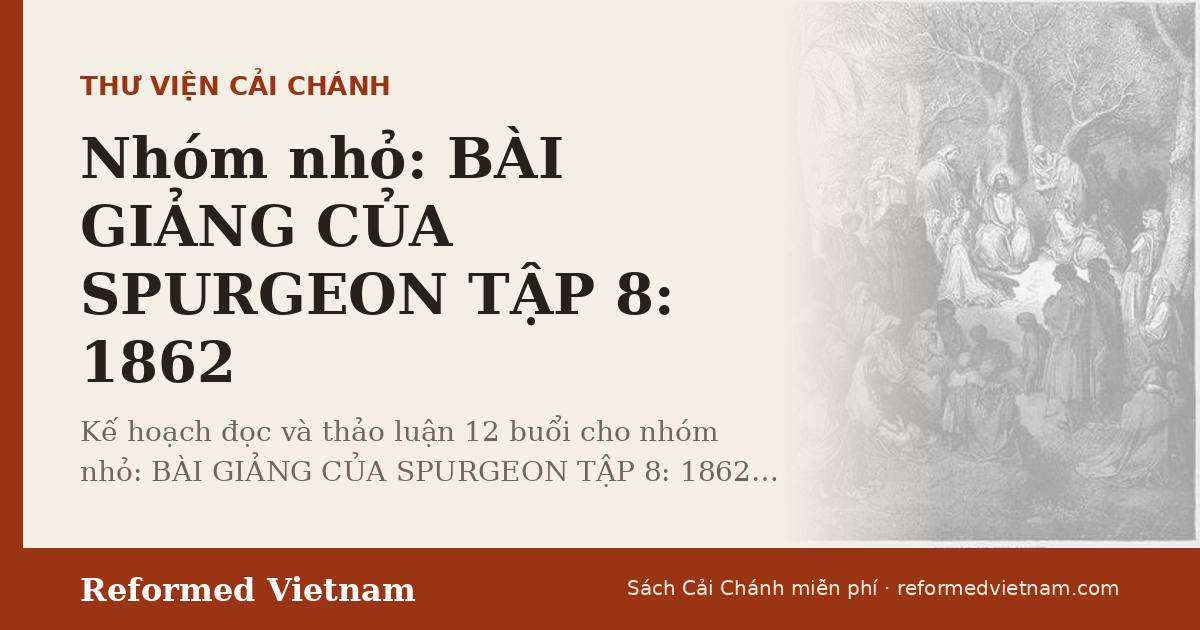 THƯ VIỆN CẢI CHÁNH
Nhóm nhỏ: BÀI
GIẢNG CỦA
SPURGEON TẬP 8:
1862
Kế hoạch đọc và thảo luận 12 buổi cho nhóm
nhỏ: BÀI GIẢNG CỦA SPURGEON TẬP 8: 1862...
Reformed Vietnam
Sách Cải Chánh miễn phí · reformedvietnam.com